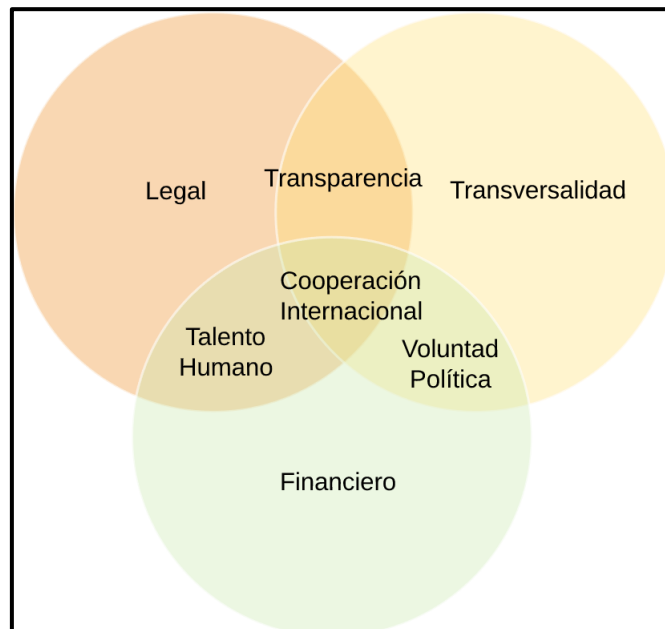 Legal
Transparencia
Transversalidad
Cooperación
Internacional
Talento
Humano
Voluntad
Política
Financiero